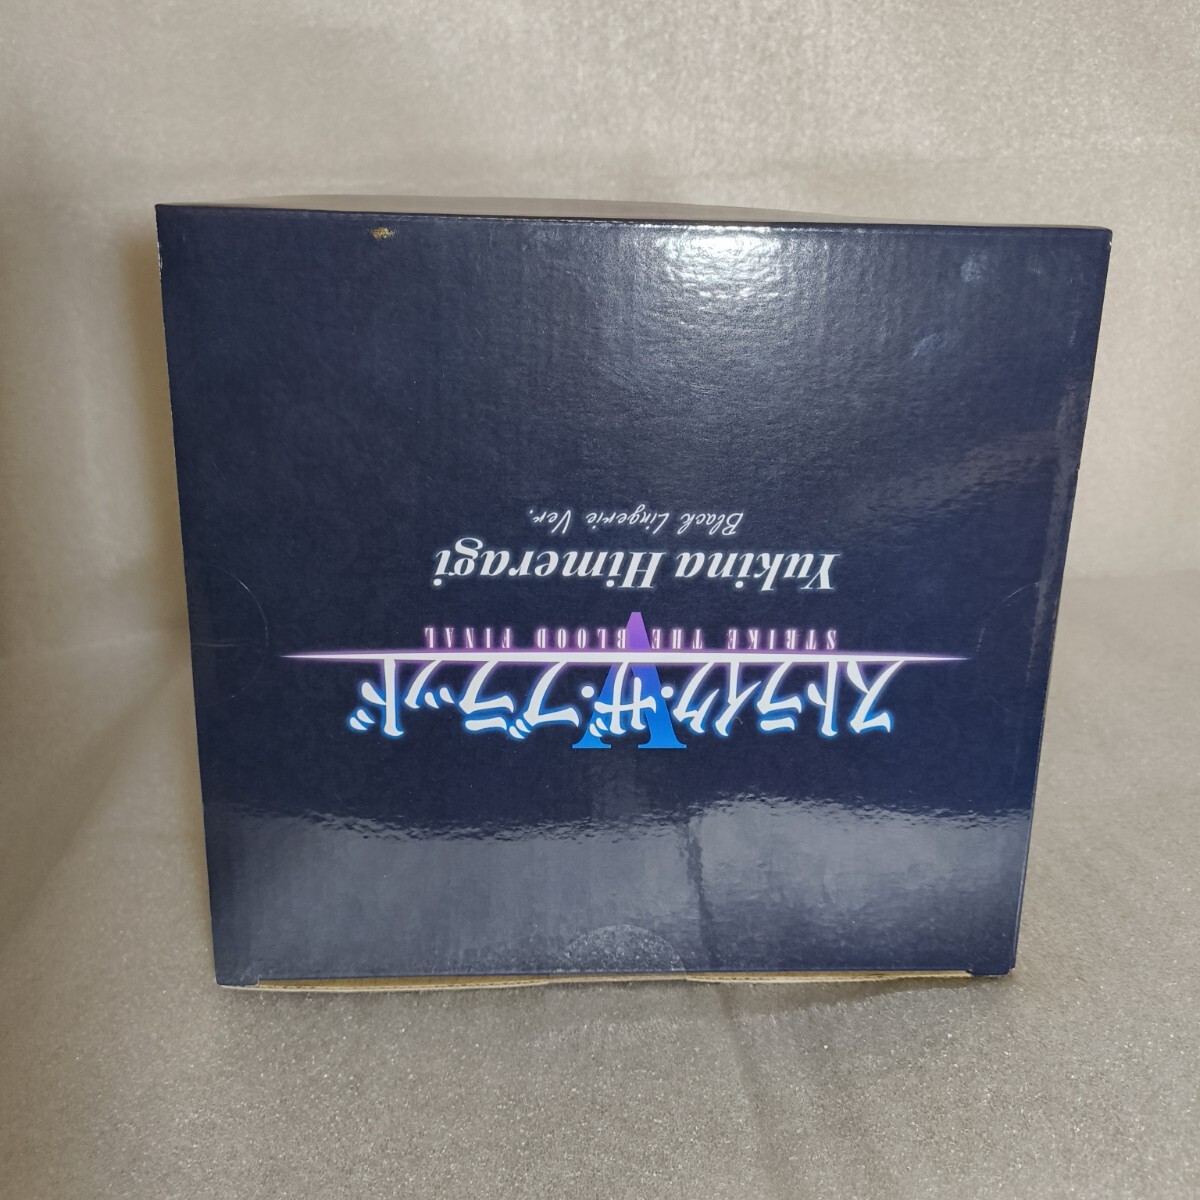 ストライク・ザ・ブラッド
V
STRIKE THE BLOOD FINAL
Yukina Himeragi
Black Lingerie Ver.